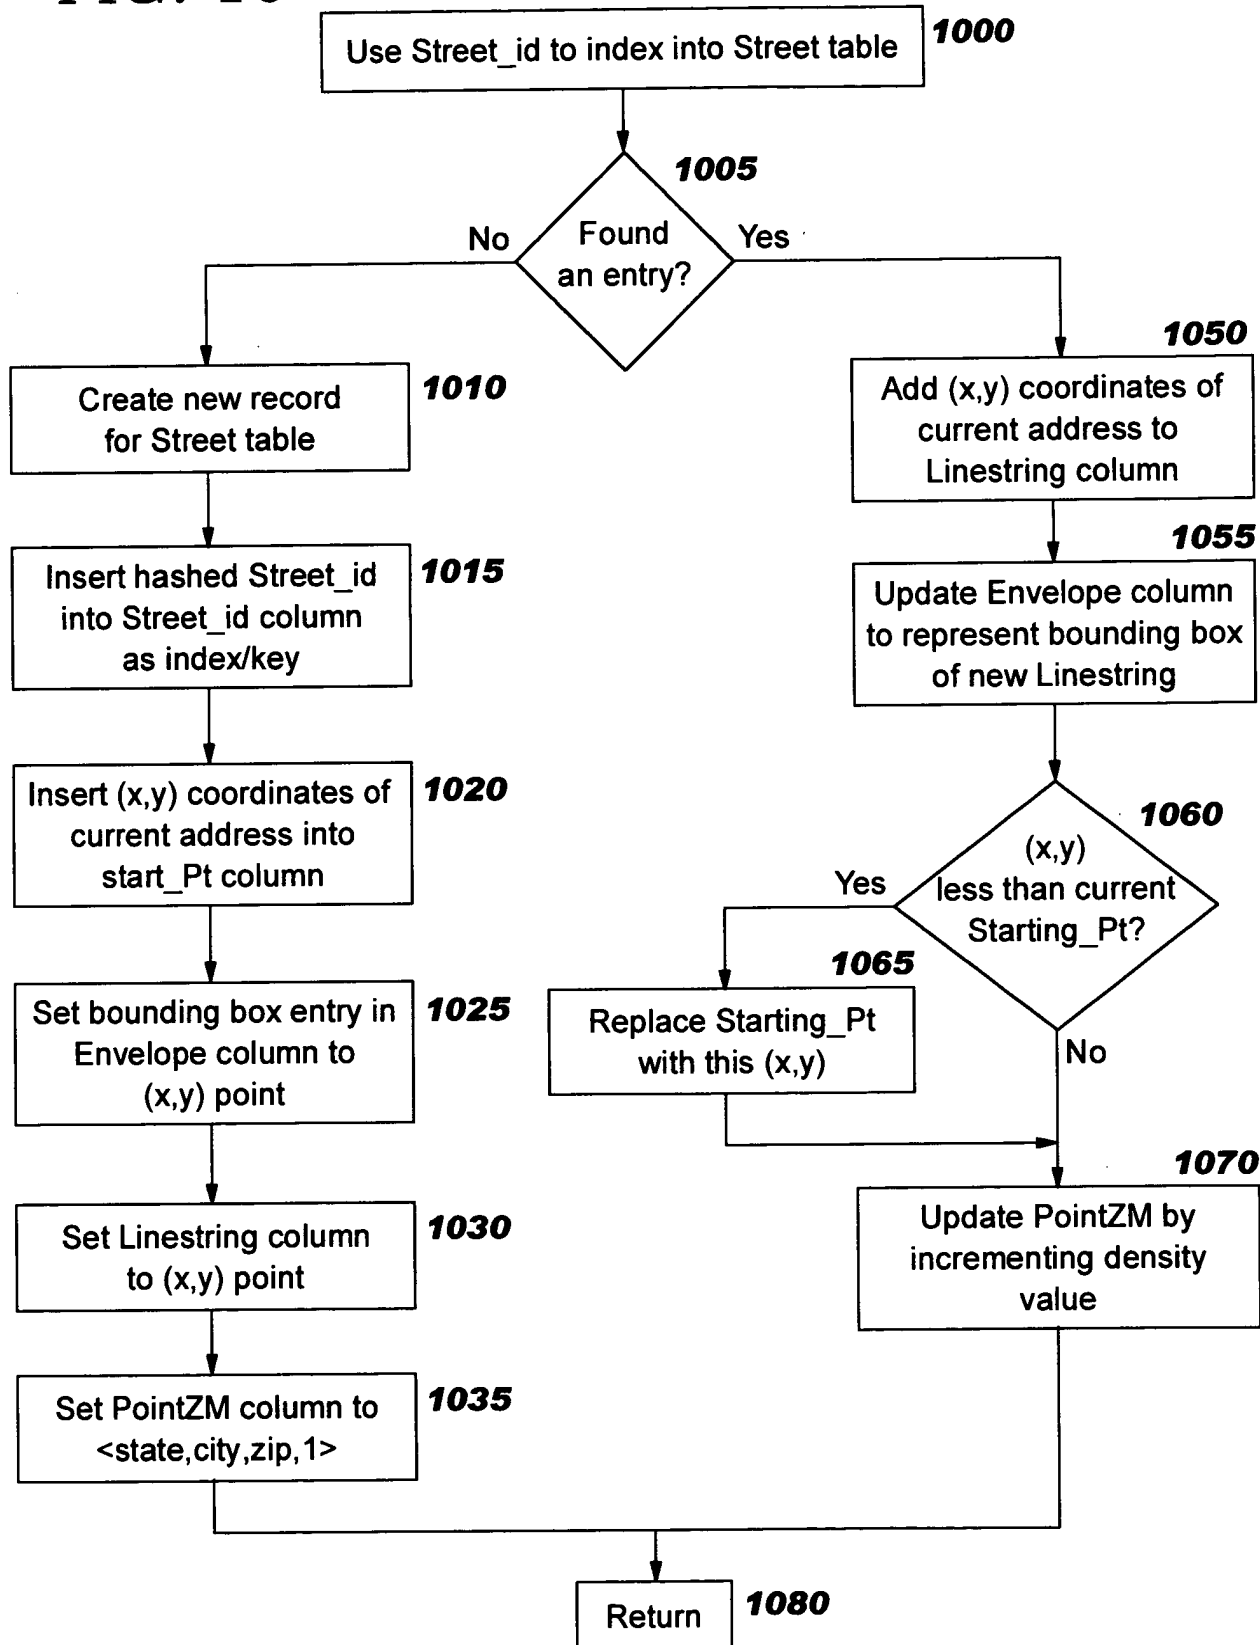 Use Street_id to index into Street table
1000
1005
Found
an entry?
No
Yes
Create new record
for Street table
1010
Insert hashed Street_id
into Street_id column
as index/key
1015
Insert (x,y) coordinates of
current address into
start_Pt column
1020
Set bounding box entry in
Envelope column to
(x,y) point
1025
Set Linestring column
to (x,y) point
1030
Set PointZM column to
<state,city,zip,1>
1035
1050
Add (x,y) coordinates of
current address to
Linestring column
1055
Update Envelope column
to represent bounding box
of new Linestring
1060
(x,y)
less than current
Starting_Pt?
Yes
No
1065
Replace Starting_Pt
with this (x,y)
1070
Update PointZM by
incrementing density
value
Return
1080